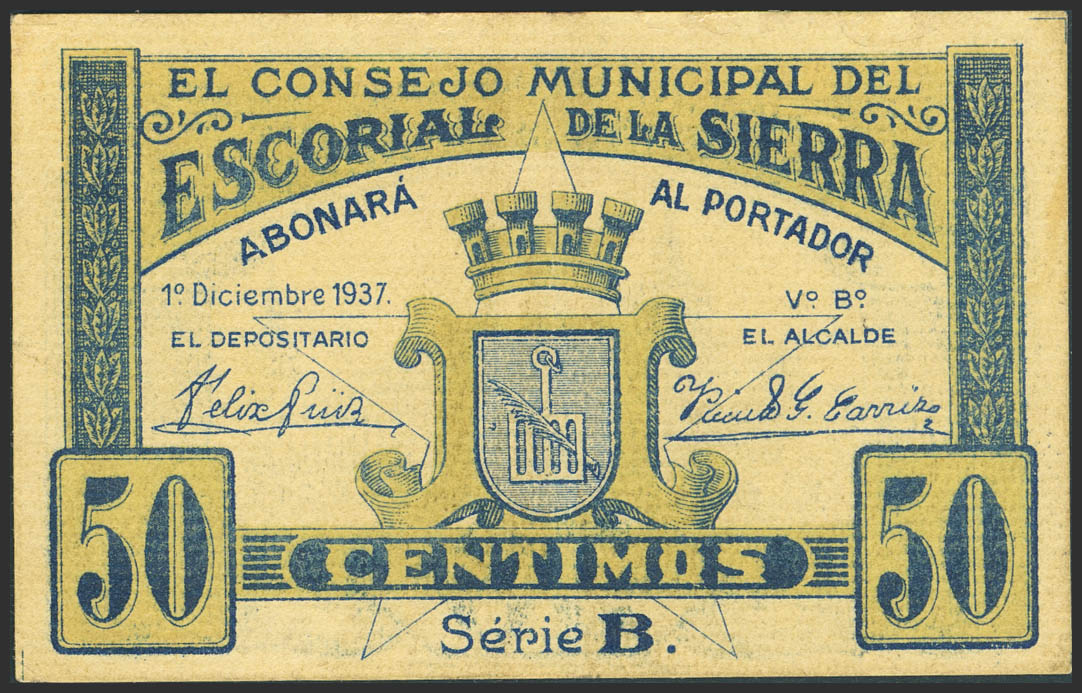 EL CONSEJO MUNICIPAL DEL
ESCORIAL DE LA SIERRA
ABONARÁ AL PORTADOR
1º Diciembre 1937.
EL DEPOSITARIO
Felix Ruiz
Vº Bº
EL ALCALDE
G. Carrizo
50 CENTIMOS 50
Série B.